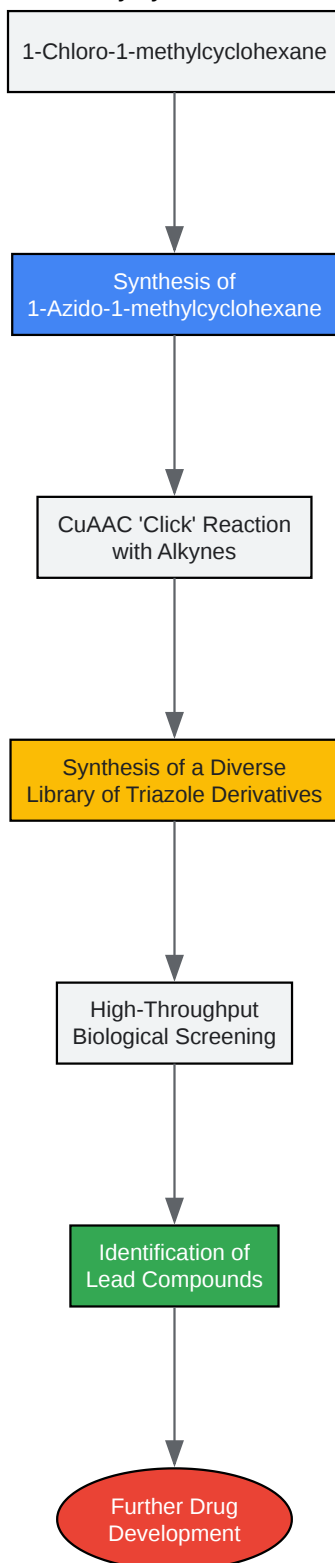 1-Chloro-1-methylcyclohexane
Synthesis of
1-Azido-1-methylcyclohexane
CuAAC 'Click' Reaction
with Alkynes
Synthesis of a Diverse
Library of Triazole Derivatives
High-Throughput
Biological Screening
Identification of
Lead Compounds
Further Drug
Development